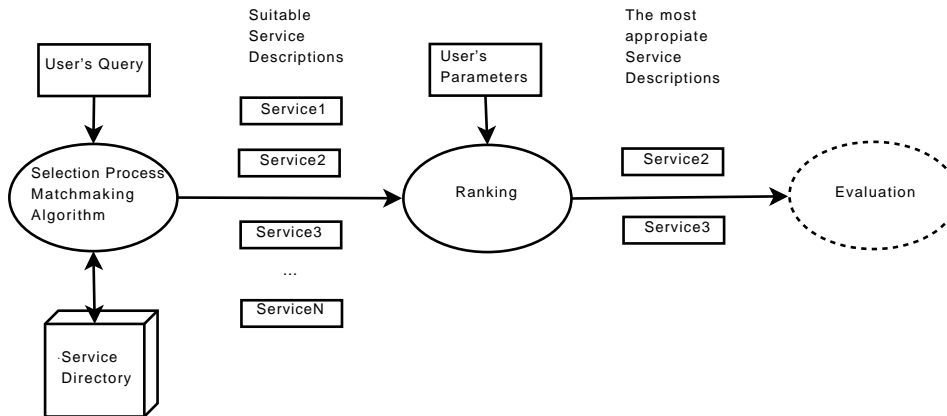 User's Query
Selection Process
Matchmaking
Algorithm
Service
Directory
Suitable
Service
Descriptions
Service1
Service2
Service3
...
ServiceN
User's
Parameters
Ranking
The most
appropiate
Service
Descriptions
Service2
Service3
Evaluation